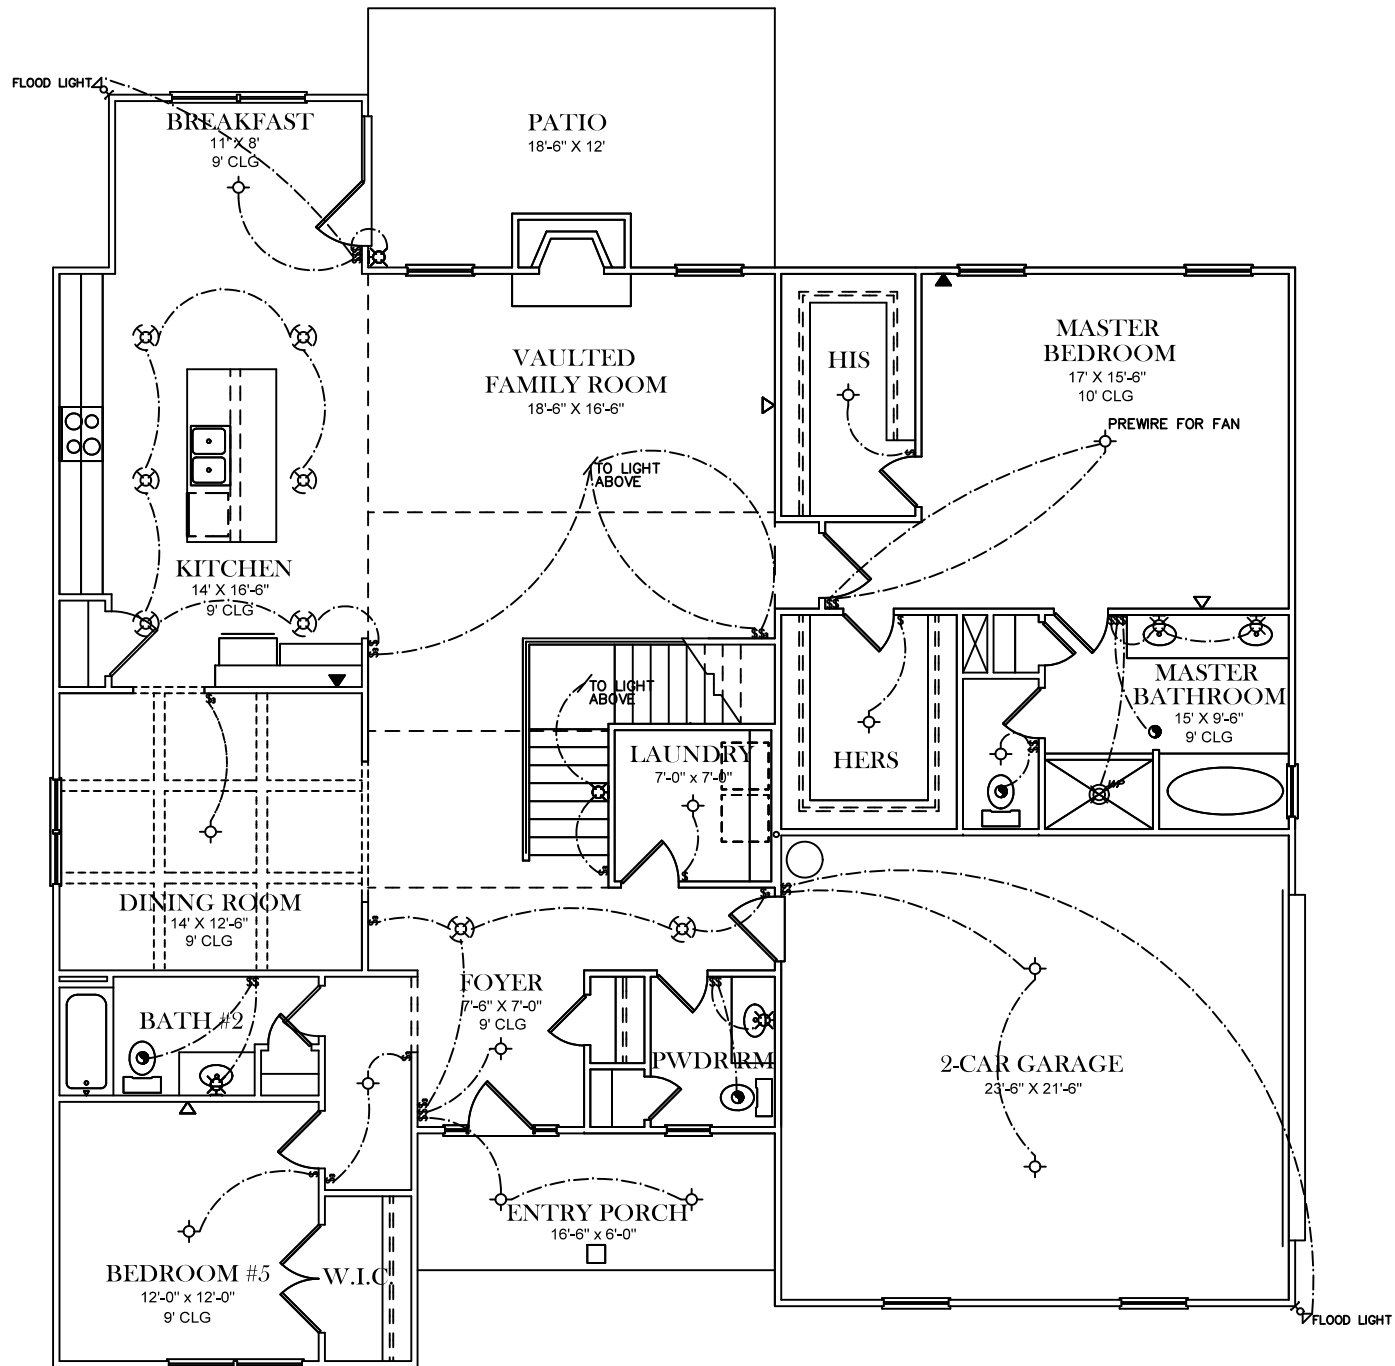 FLOOD LIGHT
BREAKFAST
11' X 8'
9' CLG
PATIO
18'-6" X 12'
VAULTED
FAMILY ROOM
18'-6" X 16'-6"
HIS
MASTER
BEDROOM
17' X 15'-6"
10' CLG
PREWIRE FOR FAN
TO LIGHT
ABOVE
KITCHEN
14' X 16'-6"
9' CLG
TO LIGHT
ABOVE
LAUNDRY
7'-0" x 7'-0"
HERS
MASTER
BATHROOM
15' X 9'-6"
9' CLG
WP
DINING ROOM
14' X 12'-6"
9' CLG
FOYER
7'-6" X 7'-0"
9' CLG
BATH #2
PWDR RM
2-CAR GARAGE
23'-6" X 21'-6"
ENTRY PORCH
16'-6" x 6'-0"
BEDROOM #5
12'-0" x 12'-0"
9' CLG
W.I.C.
FLOOD LIGHT